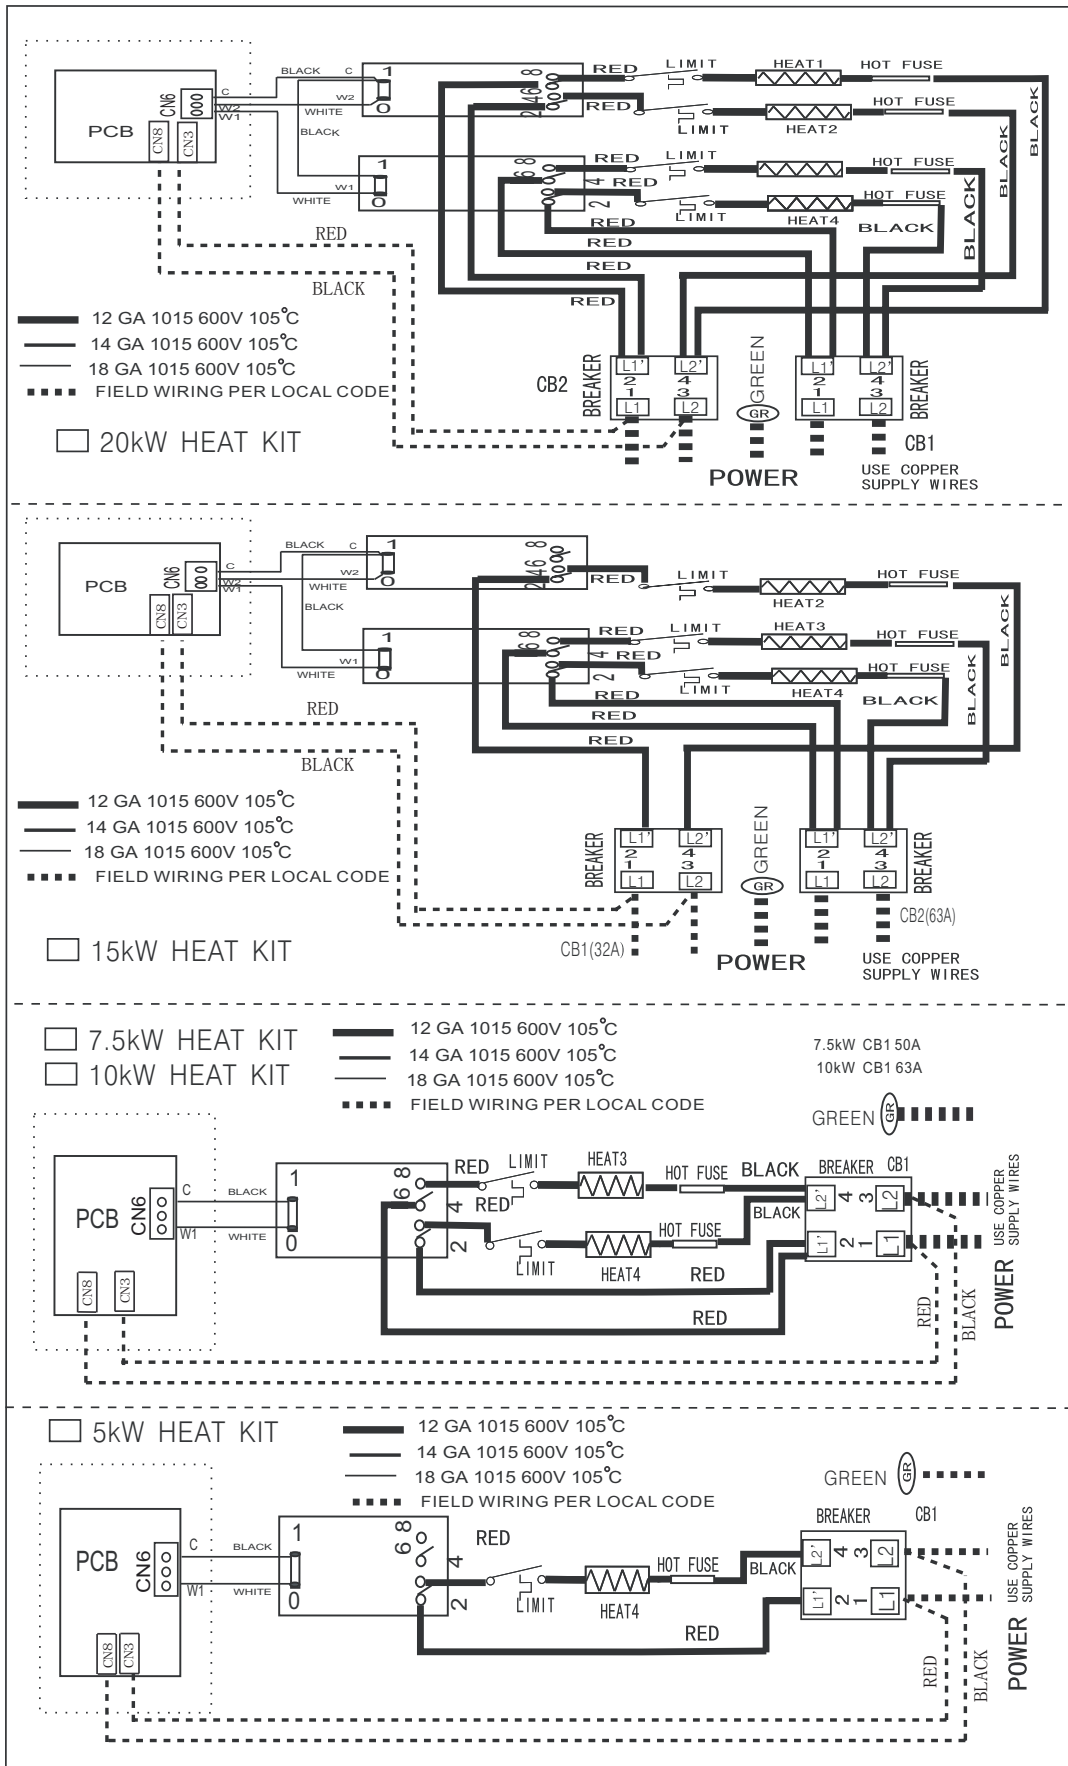 BLACK C 1 8 RED LIMIT HEAT1 HOT FUSE
PCB CN6 C W2 W1 W2 0 2 4 6
WHITE RED LIMIT HEAT2 HOT FUSE
BLACK BLACK BLACK
CN8 CN3
1 6 8 RED LIMIT HOT FUSE
W1 0 2 4 RED LIMIT HEAT4 HOT FUSE
WHITE BLACK BLACK
RED RED
RED
RED
BLACK RED
12 GA 1015 600V 105℃
14 GA 1015 600V 105℃
18 GA 1015 600V 105℃
FIELD WIRING PER LOCAL CODE
20kW HEAT KIT
CB2 BREAKER L1' L2' GREEN L1' L2' BREAKER
2 4 2 4
1 3 1 3
L1 L2 GR L1 L2
CB1
POWER
USE COPPER
SUPPLY WIRES
BLACK C 1 8 HOT FUSE
PCB CN6 C W2 W1 W2 0 2 4 6 RED LIMIT HEAT2
WHITE
BLACK BLACK
CN8 CN3
1 6 8 RED LIMIT HEAT3 HOT FUSE
W1 0 2 4 RED LIMIT HEAT4 HOT FUSE
WHITE BLACK BLACK
RED RED
RED
RED
BLACK
12 GA 1015 600V 105℃
14 GA 1015 600V 105℃
18 GA 1015 600V 105℃
FIELD WIRING PER LOCAL CODE
BREAKER L1' L2' GREEN L1' L2' BREAKER
2 4 2 4
1 3 1 3
L1 L2 GR L1 L2
15kW HEAT KIT
CB1(32A) CB2(63A)
POWER
USE COPPER
SUPPLY WIRES
7.5kW HEAT KIT
10kW HEAT KIT
12 GA 1015 600V 105℃
14 GA 1015 600V 105℃
18 GA 1015 600V 105℃
FIELD WIRING PER LOCAL CODE
7.5kW CB1 50A
10kW CB1 63A
GREEN GR
PCB CN6 C BLACK 1 6 8 RED LIMIT HEAT3 HOT FUSE BLACK BREAKER CB1
W1 WHITE 0 2 4 RED LIMIT HEAT4 HOT FUSE BLACK L2' 4 3 L2
L1' 2 1 L1
CN8 CN3 RED
RED
RED BLACK POWER
USE COPPER
SUPPLY WIRES
5kW HEAT KIT
12 GA 1015 600V 105℃
14 GA 1015 600V 105℃
18 GA 1015 600V 105℃
FIELD WIRING PER LOCAL CODE
GREEN GR
PCB CN6 C BLACK 1 6 8 RED HOT FUSE BLACK BREAKER CB1
W1 WHITE 0 2 4 LIMIT HEAT4 L2' 4 3 L2
L1' 2 1 L1
CN8 CN3 RED
RED BLACK POWER
USE COPPER
SUPPLY WIRES